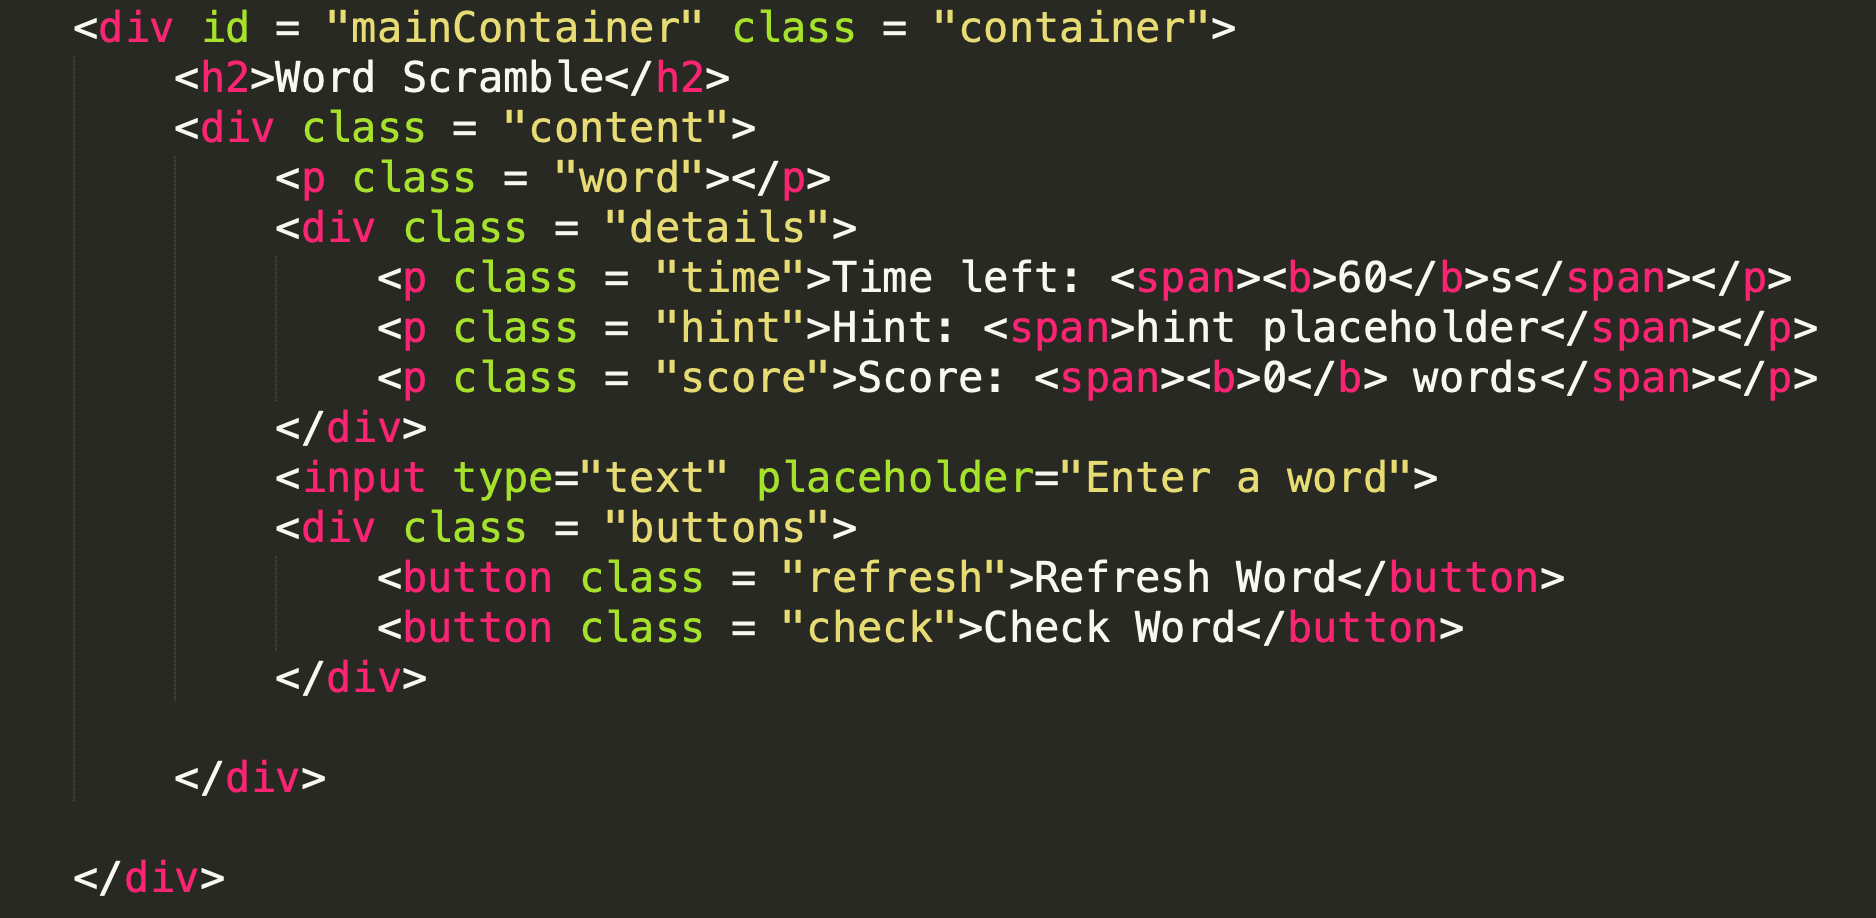 <div id = "mainContainer" class = "container">
<h2>Word Scramble</h2>
<div class = "content">
<p class = "word"></p>
<div class = "details">
<p class = "time">Time left: <span><b>60</b>s</span></p>
<p class = "hint">Hint: <span>hint placeholder</span></p>
<p class = "score">Score: <span><b>0</b> words</span></p>
</div>
<input type="text" placeholder="Enter a word">
<div class = "buttons">
<button class = "refresh">Refresh Word</button>
<button class = "check">Check Word</button>
</div>
</div>
</div>